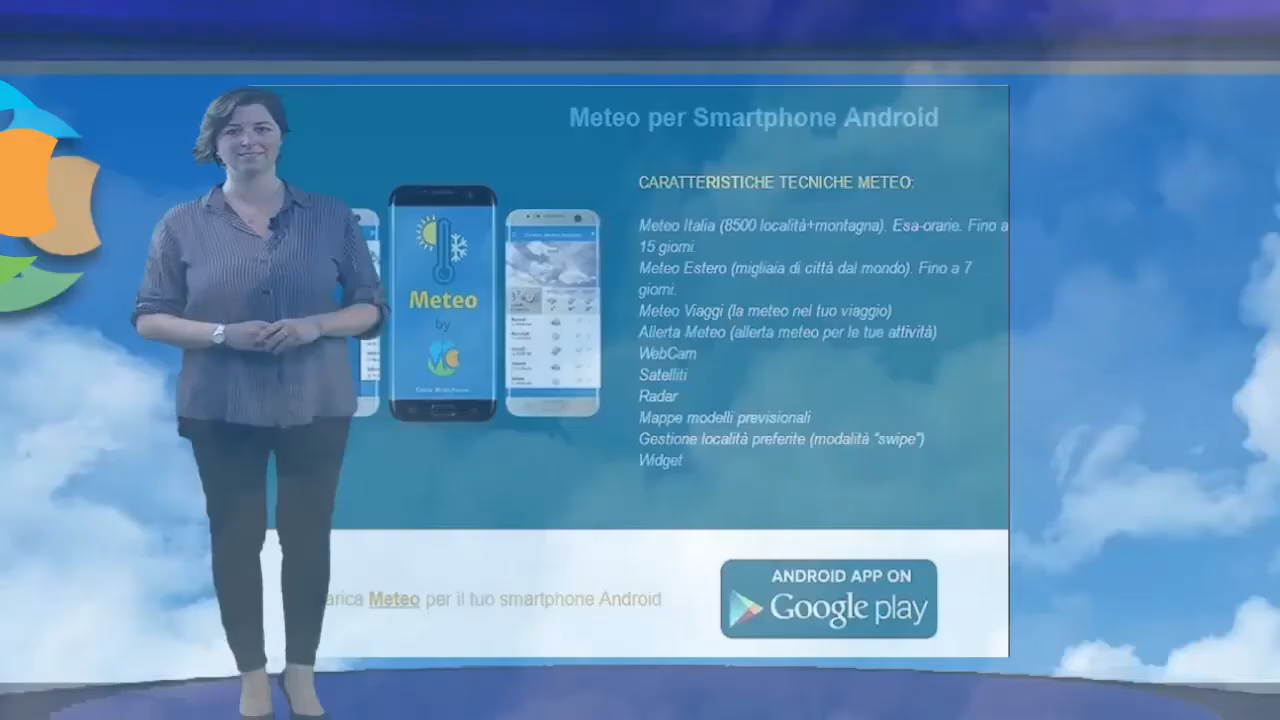 Meteo per Smartphone Android
CARATTERISTICHE TECNICHE METEO:
Meteo Italia (8500 località+montagna). Esa-orarie. Fino a
15 giorni.
Meteo Estero (migliaia di città dal mondo). Fino a 7
giorni.
Meteo Viaggi (la meteo nel tuo viaggio)
Allerta Meteo (allerta meteo per le tue attività)
WebCam
Satelliti
Radar
Mappe modelli previsionali
Gestione località preferite (modalità “swipe”)
Widget
Meteo
by
arica Meteo per il tuo smartphone Android
ANDROID APP ON
Google play